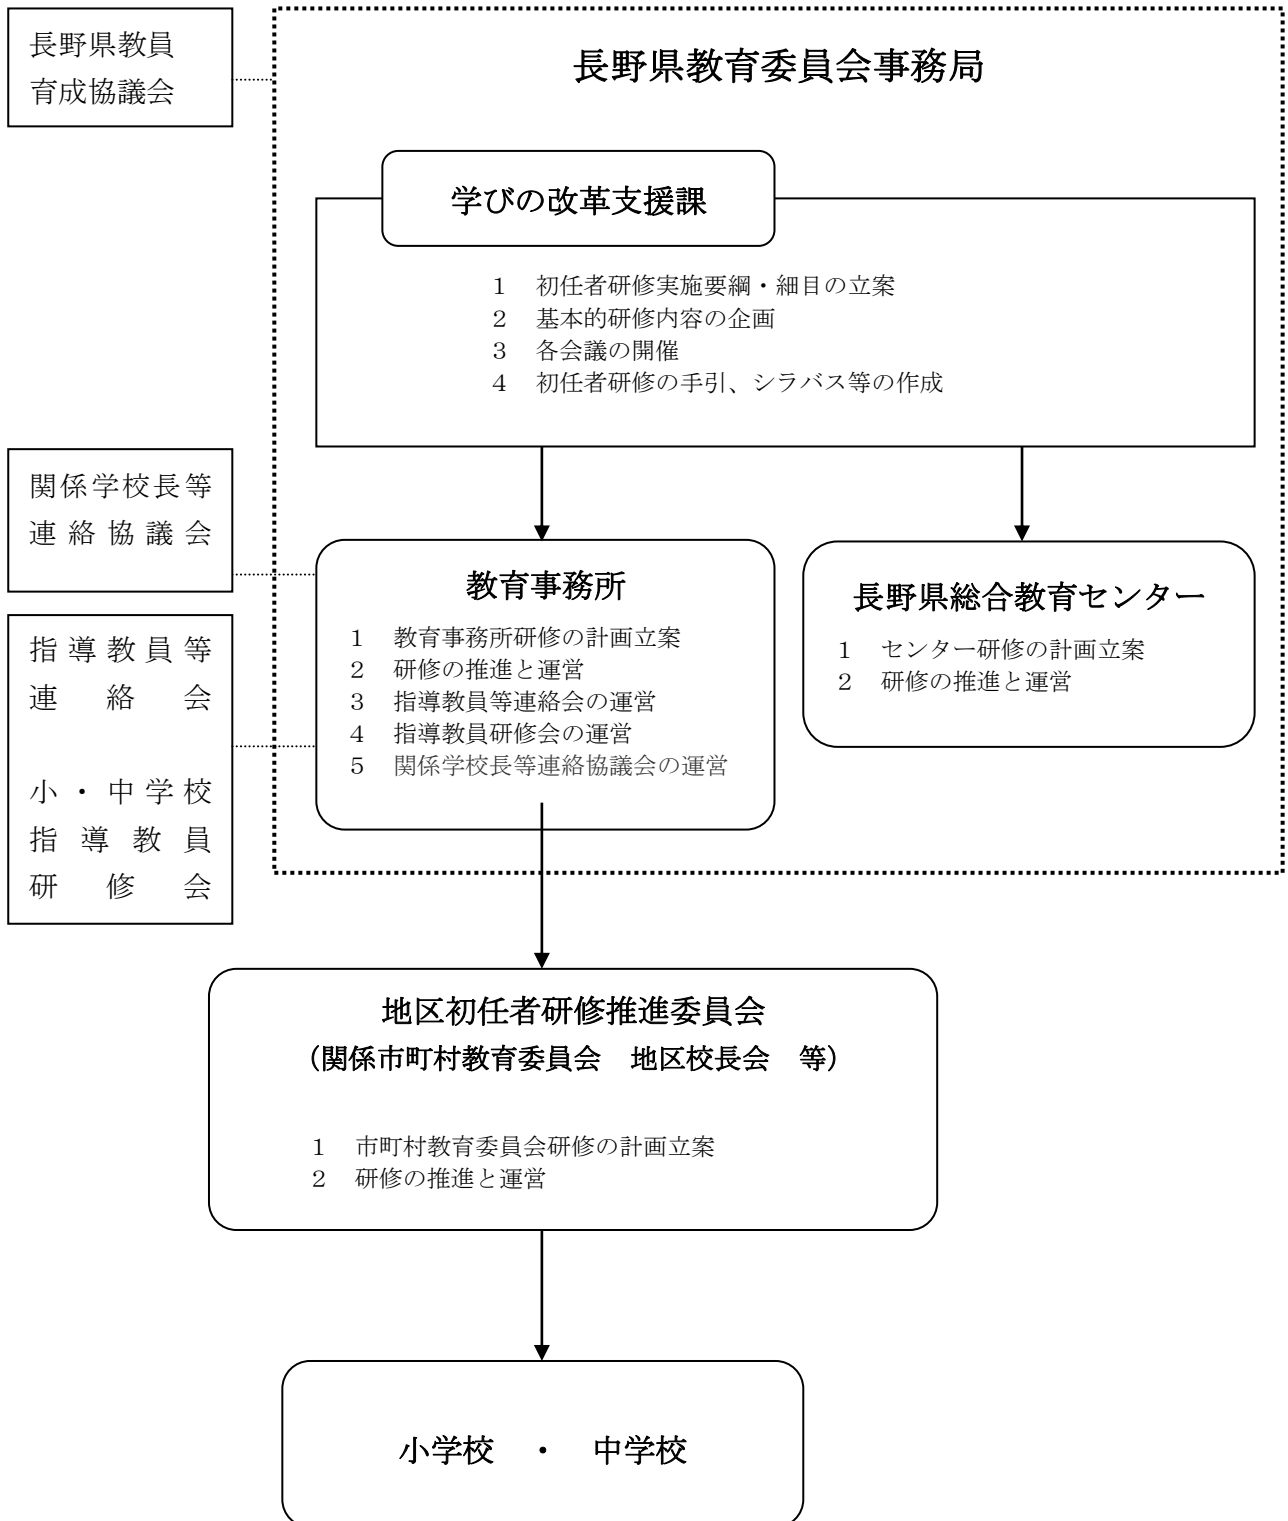 長野県教員
育成協議会
長野県教育委員会事務局
学びの改革支援課
１　初任者研修実施要綱・細目の立案
２　基本的研修内容の企画
３　各会議の開催
４　初任者研修の手引、シラバス等の作成
関係学校長等
連絡協議会
教育事務所
１　教育事務所研修の計画立案
２　研修の推進と運営
３　指導教員等連絡会の運営
４　指導教員研修会の運営
５　関係学校長等連絡協議会の運営
長野県総合教育センター
１　センター研修の計画立案
２　研修の推進と運営
指導教員等
連絡会
小・中学校
指導教員
研修会
地区初任者研修推進委員会
（関係市町村教育委員会　地区校長会　等）
１　市町村教育委員会研修の計画立案
２　研修の推進と運営
小学校　・　中学校